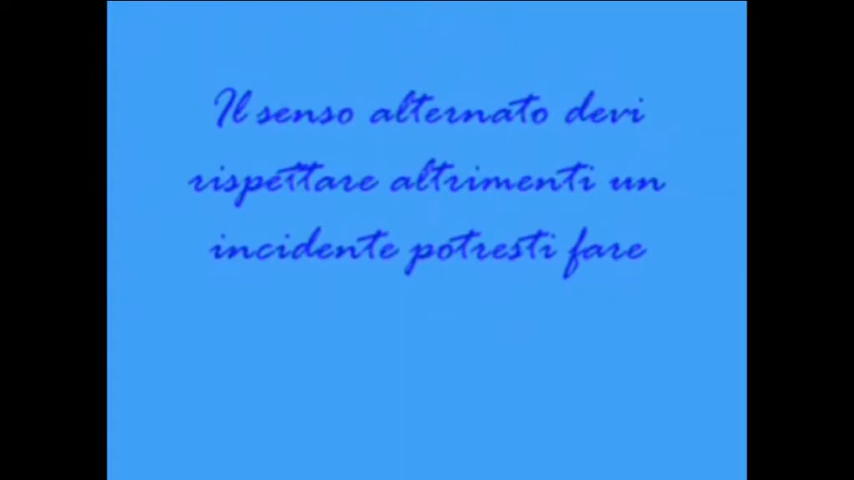 Il senso alternato devi
rispettare altrimenti un
incidente potresti fare